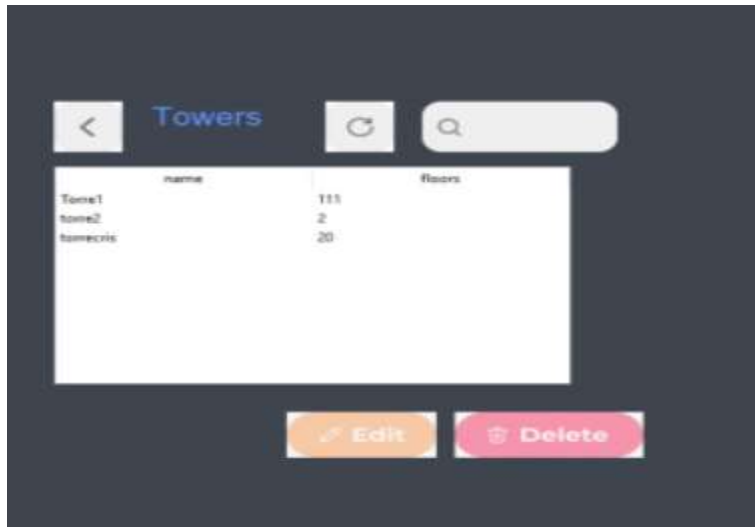 Towers
name floors
Torre1 111
torre2 2
torrecris 20
Edit Delete